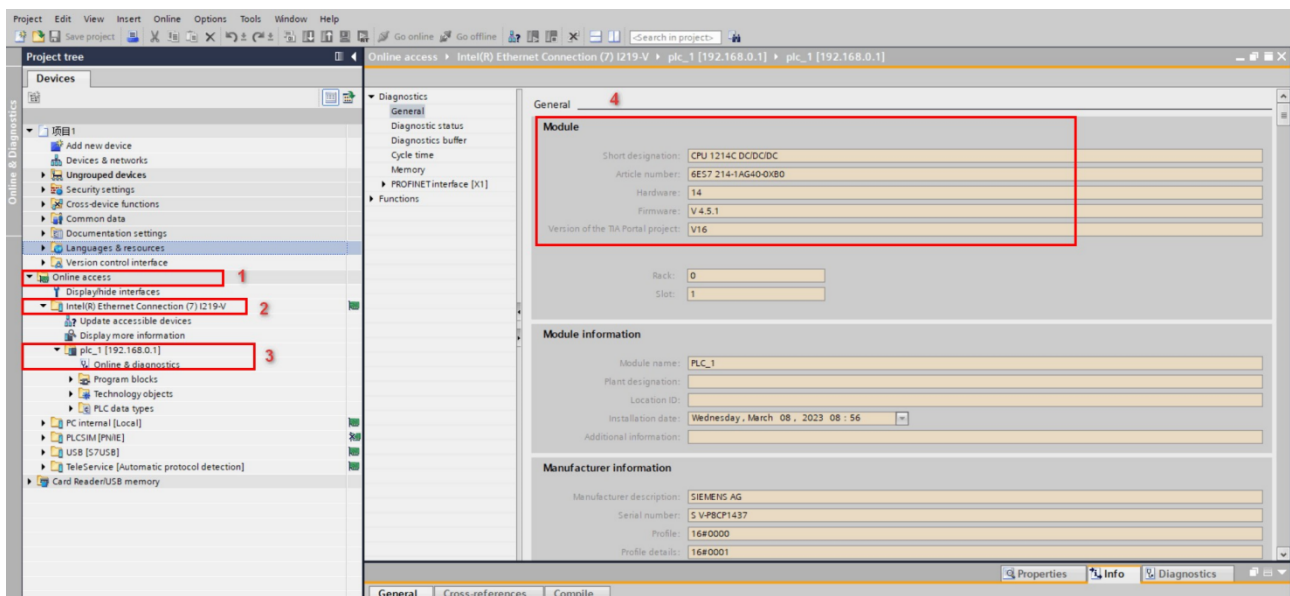 Project Edit View Insert Online Options Tools Window Help
Save project Go online Go offline <Search in project>
Project tree
Online access Intel(R) Ethernet Connection (7) I219-V plc_1 [192.168.0.1] plc_1 [192.168.0.1]
Devices
Online & Diagnostics
项目1
Add new device
Devices & networks
Ungrouped devices
Security settings
Cross-device functions
Common data
Documentation settings
Languages & resources
Version control interface
Online access 1
Display/hide interfaces
Intel(R) Ethernet Connection (7) I219-V 2
Update accessible devices
Display more information
plc_1 [192.168.0.1] 3
Online & diagnostics
Program blocks
Technology objects
PLC data types
PC internal [Local]
PLCSIM [PN/IE]
USB [S7USB]
TeleService [Automatic protocol detection]
Card Reader/USB memory
Diagnostics
General
Diagnostic status
Diagnostics buffer
Cycle time
Memory
PROFINET interface [X1]
Functions
General 4
Module
Short designation: CPU 1214C DC/DC/DC
Article number: 6ES7 214-1AG40-0XB0
Hardware: 14
Firmware: V 4.5.1
Version of the TIA Portal project: V16
Rack: 0
Slot: 1
Module information
Module name: PLC_1
Plant designation:
Location ID:
Installation date: Wednesday, March 08, 2023 08:56
Additional information:
Manufacturer information
Manufacturer description: SIEMENS AG
Serial number: S V-P8CP1437
Profile: 16#0000
Profile details: 16#0001
Properties Info Diagnostics
General Cross-references Compile